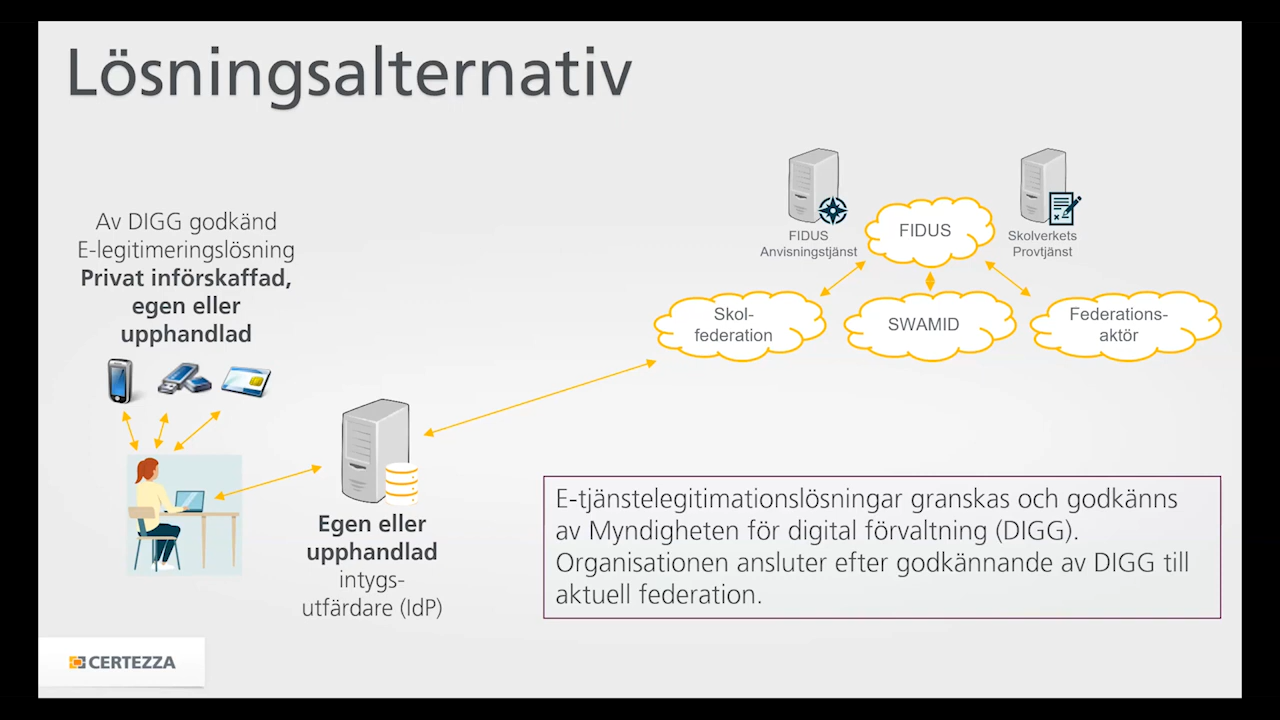 Lösningsalternativ
Av DIGG godkänd
E-legitimeringslösning
Privat införskaffad,
egen eller
upphandlad
Egen eller
upphandlad
intygs-
utfärdare (IdP)
FIDUS
Anvisningstjänst
FIDUS
Skolverkets
Provtjänst
Skol-
federation
SWAMID
Federations-
aktör
E-tjänstelegitimationslösningar granskas och godkänns
av Myndigheten för digital förvaltning (DIGG).
Organisationen ansluter efter godkännande av DIGG till
aktuell federation.
CERTEZZA